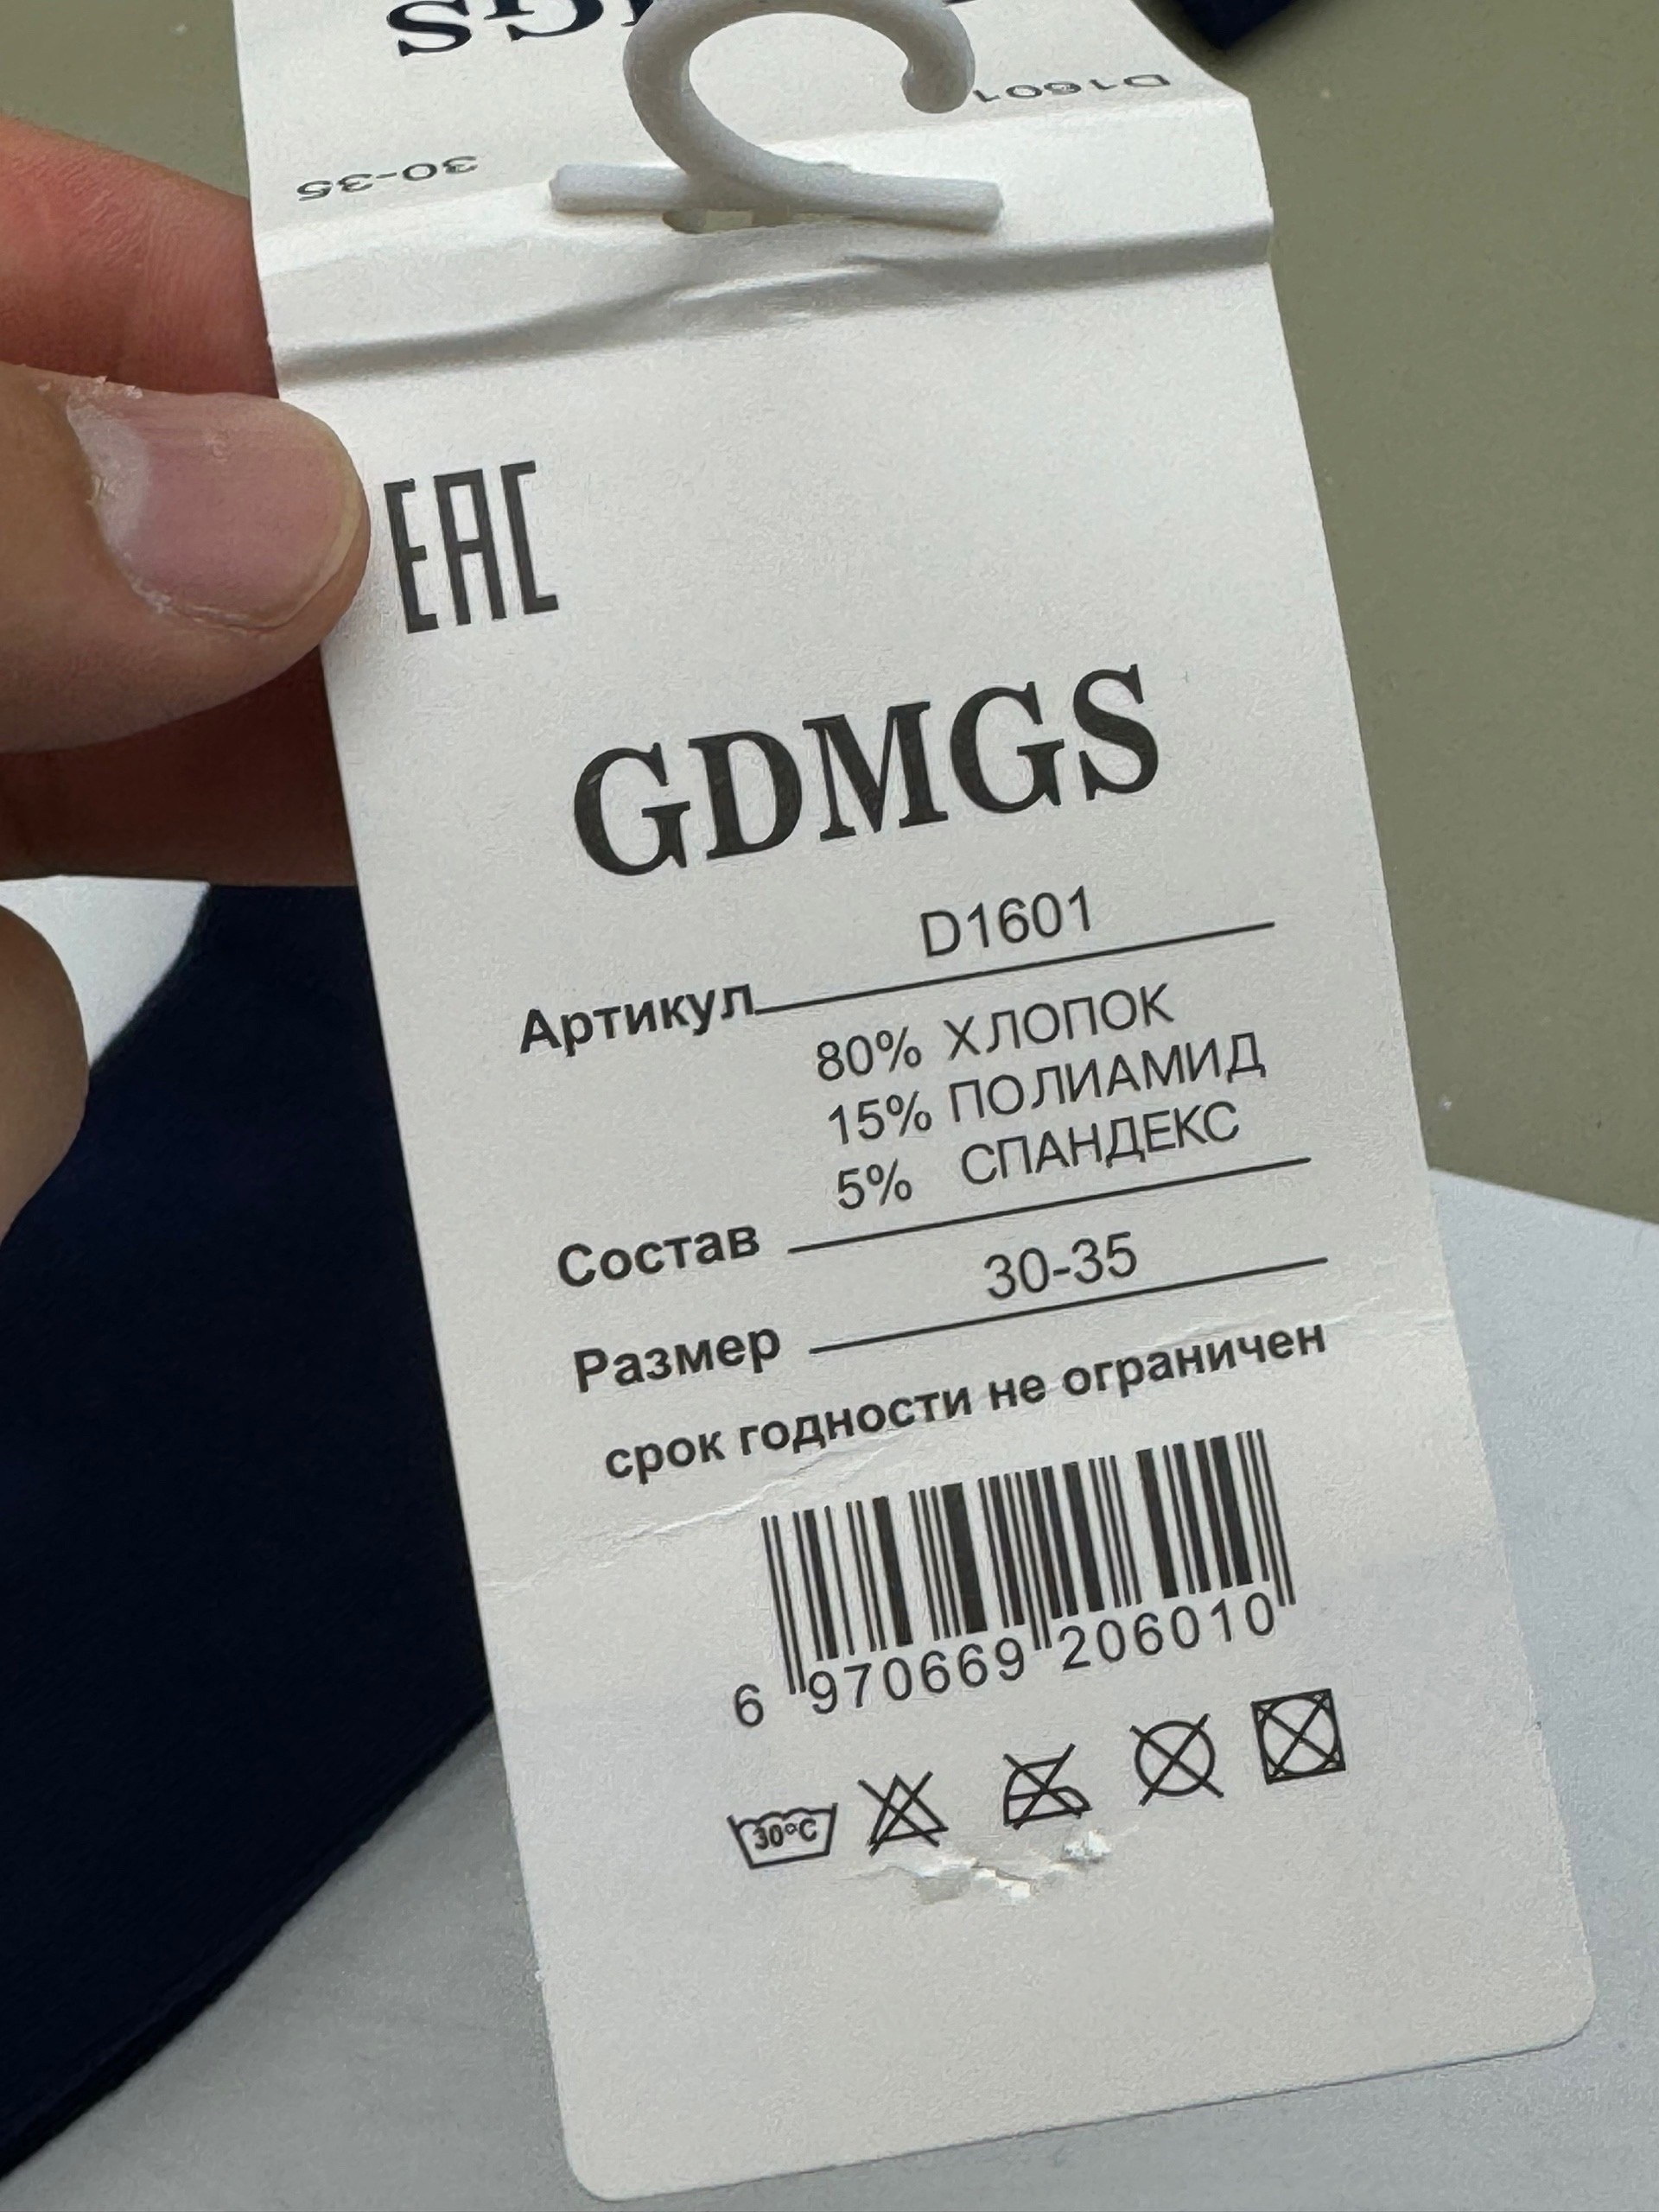 D1601
30-35
EAC
GDMGS
Артикул D1601
80% ХЛОПОК
15% ПОЛИАМИД
5% СПАНДЕКС
Состав
Размер 30-35
срок годности не ограничен
6 970669 206010
30°C